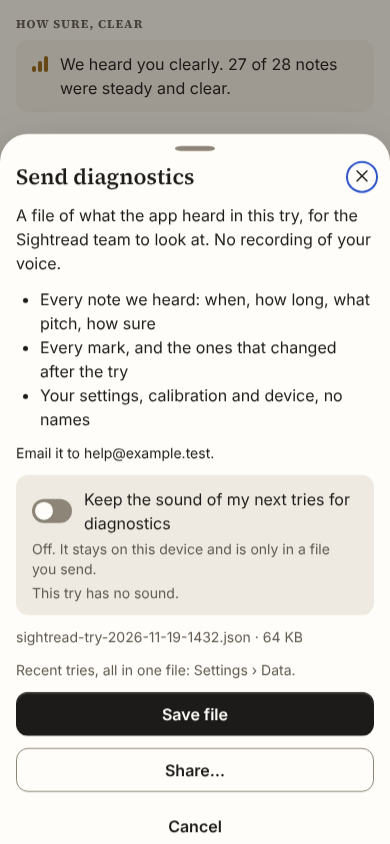 HOW SURE, CLEAR
We heard you clearly. 27 of 28 notes
were steady and clear.
Send diagnostics
A file of what the app heard in this try, for the
Sightread team to look at. No recording of your
voice.
• Every note we heard: when, how long, what
pitch, how sure
• Every mark, and the ones that changed
after the try
• Your settings, calibration and device, no
names
Email it to help@example.test.
Keep the sound of my next tries for
diagnostics
Off. It stays on this device and is only in a file
you send.
This try has no sound.
sightread-try-2026-11-19-1432.json · 64 KB
Recent tries, all in one file: Settings › Data.
Save file
Share…
Cancel